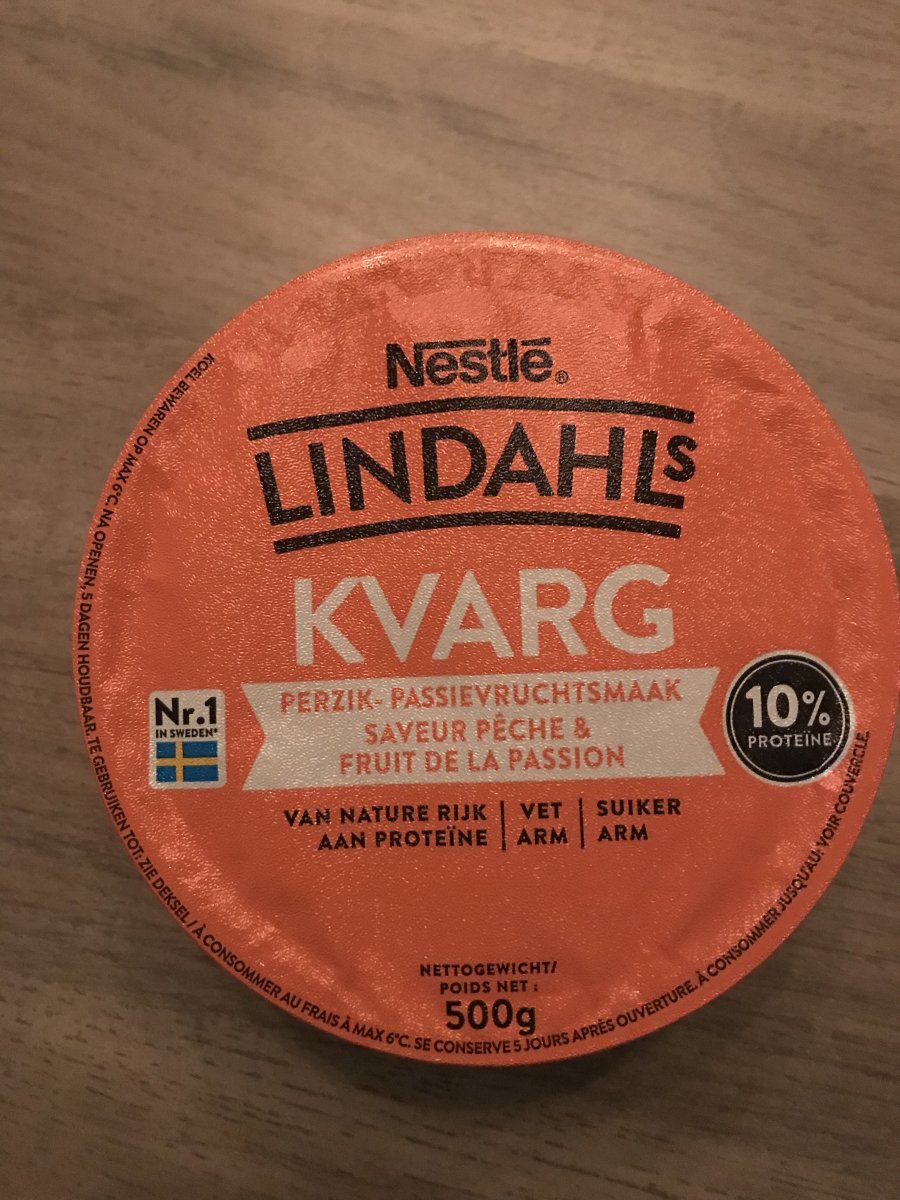 Nestlé®
LINDAHLS
KVARG
PERZIK- PASSIEVRUCHTSMAAK
SAVEUR PÊCHE &
FRUIT DE LA PASSION
Nr.1
IN SWEDEN*
10%
PROTEÏNE
VAN NATURE RIJK
AAN PROTEÏNE
VET
ARM
SUIKER
ARM
NETTOGEWICHT/
POIDS NET :
500g
KOEL BEWAREN OP MAX 6°C. NA OPENEN, 5 DAGEN HOUDBAAR. TE GEBRUIKEN TOT: ZIE DEKSEL / À CONSOMMER AU FRAIS À MAX 6°C. SE CONSERVE 5 JOURS APRÈS OUVERTURE. À CONSOMMER JUSQU'AU: VOIR COUVERCLE.